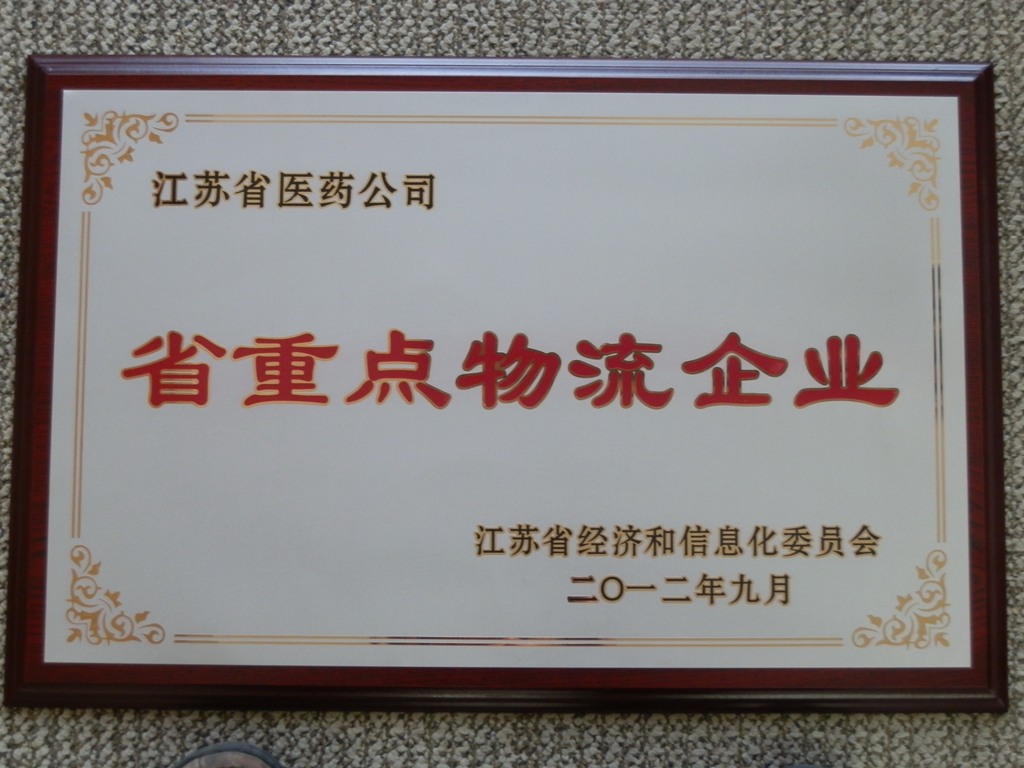 江苏省医药公司
省重点物流企业
江苏省经济和信息化委员会
二〇一二年九月